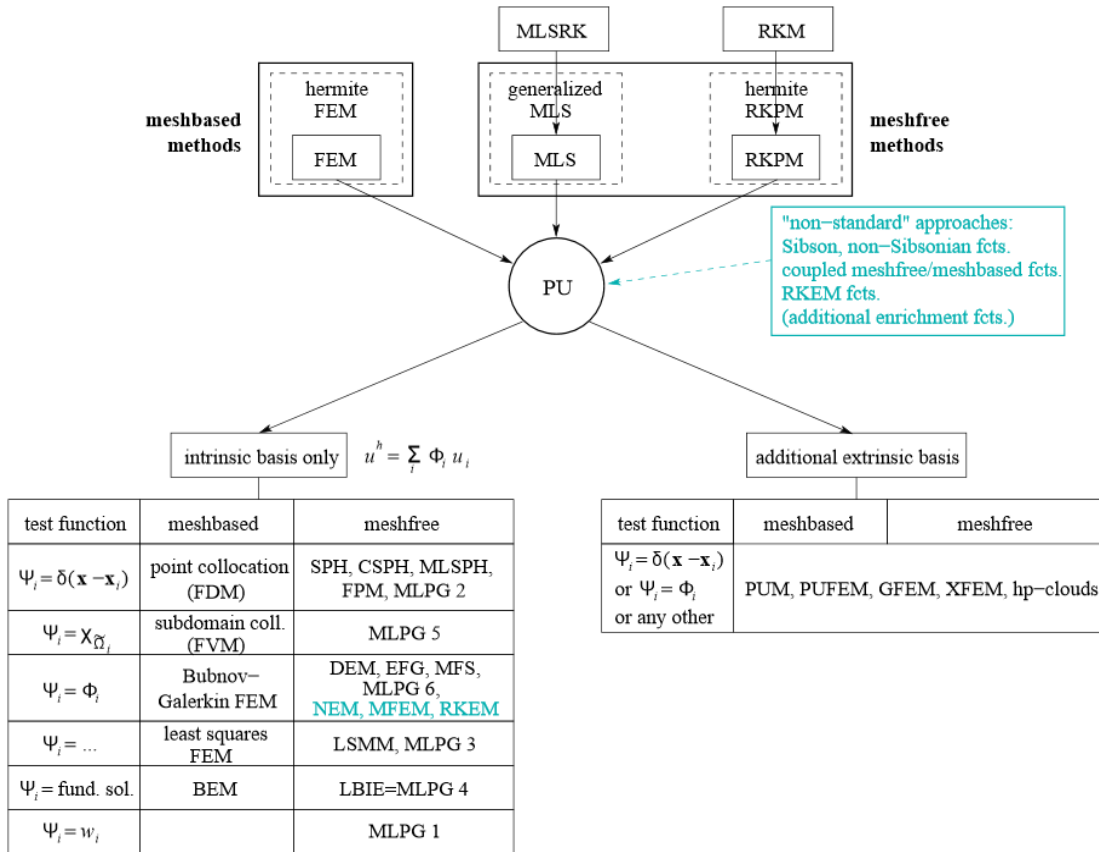 MLSRK
RKM
meshbased
methods
hermite
FEM
FEM
generalized
MLS
MLS
hermite
RKPM
RKPM
meshfree
methods
"non−standard" approaches:
Sibson, non−Sibsonian fcts.
coupled meshfree/meshbased fcts.
RKEM fcts.
(additional enrichment fcts.)
PU
intrinsic basis only
u^h = Σ_i Φ_i u_i
additional extrinsic basis
test function meshbased meshfree
Ψ_i = δ(x − x_i)
point collocation
(FDM)
SPH, CSPH, MLSPH,
FPM, MLPG 2
Ψ_i = χ_Ω̃_i
subdomain coll.
(FVM)
MLPG 5
Ψ_i = Φ_i
Bubnov−
Galerkin FEM
DEM, EFG, MFS,
MLPG 6,
NEM, MFEM, RKEM
Ψ_i = ...
least squares
FEM
LSMM, MLPG 3
Ψ_i = fund. sol. BEM LBIE=MLPG 4
Ψ_i = w_i MLPG 1
test function meshbased meshfree
Ψ_i = δ(x − x_i)
or Ψ_i = Φ_i
or any other
PUM, PUFEM, GFEM, XFEM, hp−clouds